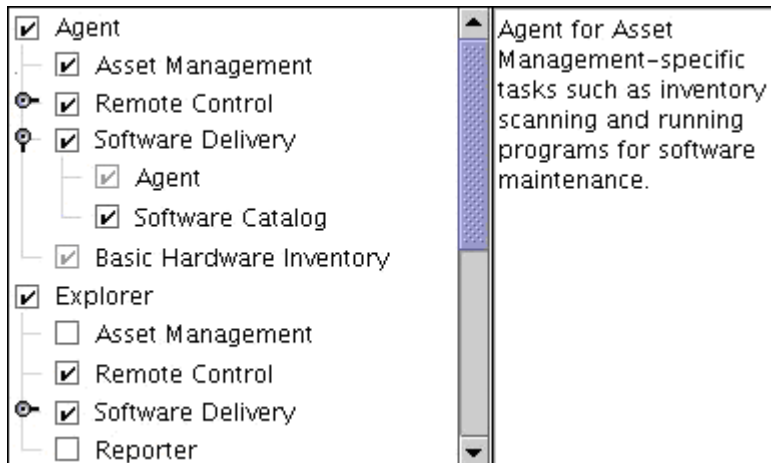 Agent
Asset Management
Remote Control
Software Delivery
Agent
Software Catalog
Basic Hardware Inventory
Explorer
Asset Management
Remote Control
Software Delivery
Reporter
Agent for Asset
Management-specific
tasks such as inventory
scanning and running
programs for software
maintenance.